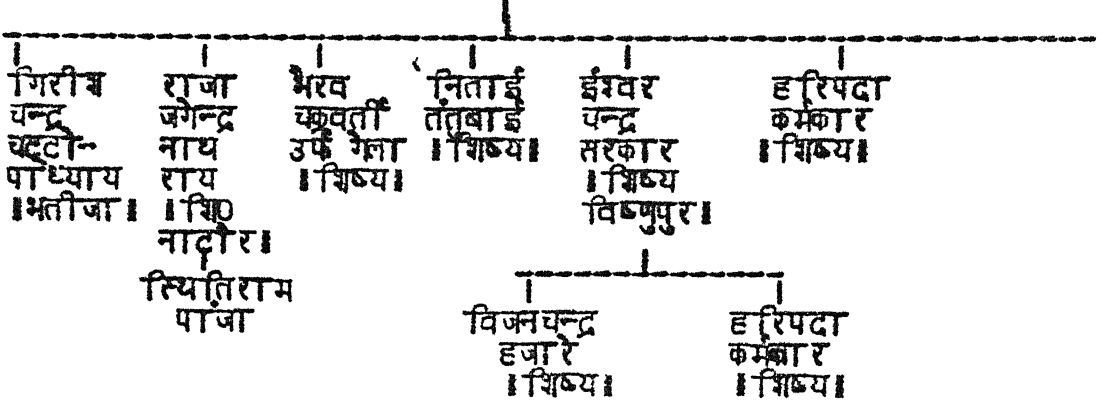 गिरीश
चन्द्र
चट्टो-
पाध्याय
।भतीजा।
राजा
जगेन्द्र
नाथ
राय
।शि0
नाटौर।
स्थितिराम
पांजा
भैरव
चक्रवर्ती
उर्फ गेला
।शिष्य।
निताई
तंतुबाई
।शिष्य।
ईश्वर
चन्द्र
सरकार
।शिष्य
विष्णुपुर।
विजनचन्द्र
हजारे
।शिष्य।
हरिपदा
कर्मकार
।शिष्य।
हरिपदा
कर्मकार
।शिष्य।